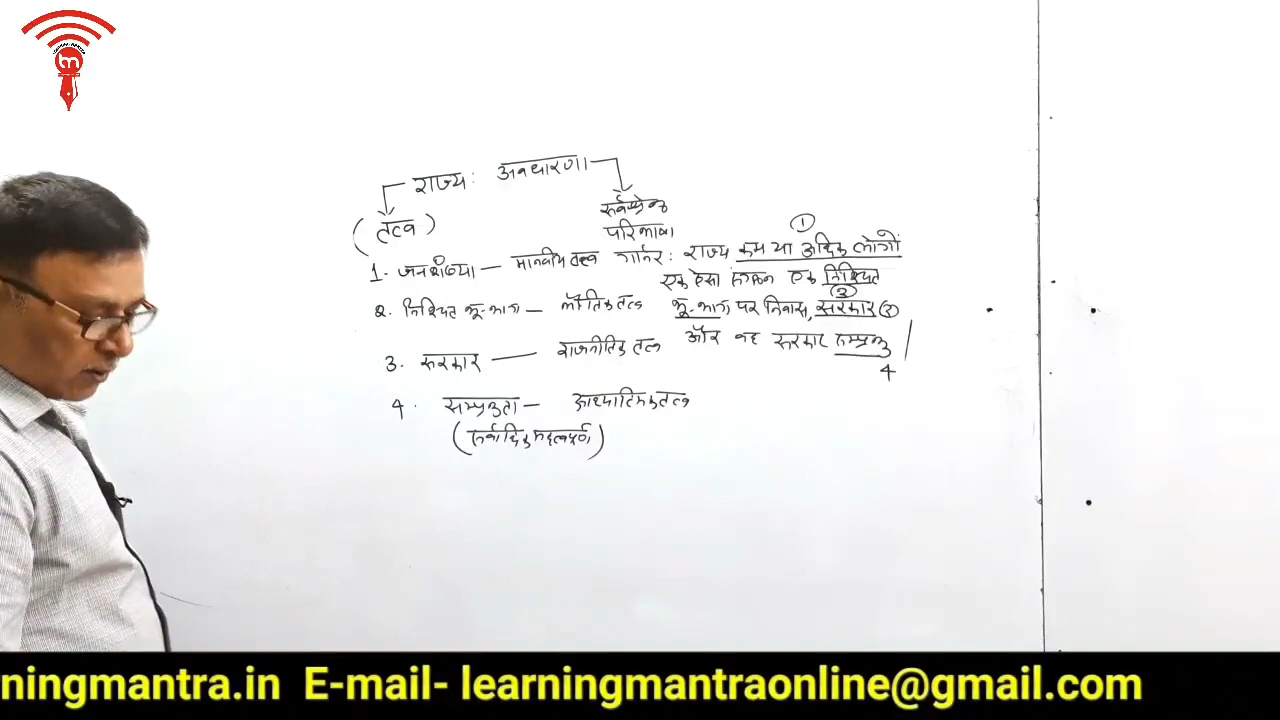 राज्य : अवधारणा
(तत्व)
सर्वश्रेष्ठ
परिभाषा
1. जनसंख्या — मानवीय तत्व
2. निश्चित भू-भाग — भौतिक तत्व
3. सरकार — राजनीतिक तत्व
4. सम्प्रभुता — आध्यात्मिक तत्व
(सर्वाधिक महत्वपूर्ण)
①
गार्नर : राज्य कम या अधिक लोगों
एक ऐसा संगठन एक निश्चित
②
भू-भाग पर निवास, सरकार ③
और वह सरकार सम्प्रभु
4
ningmantra.in E-mail- learningmantraonline@gmail.com